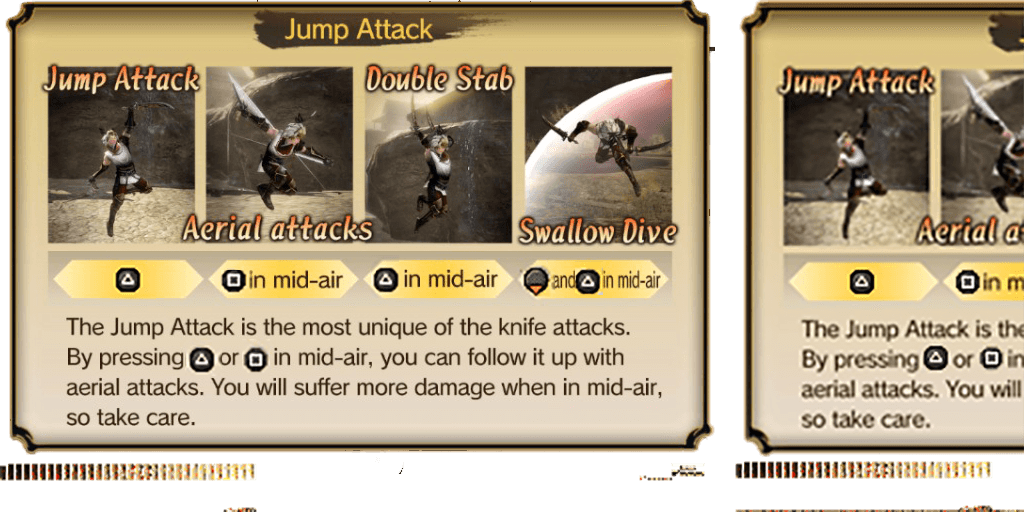 Jump Attack
Jump Attack
Double Stab
Aerial attacks
Swallow Dive
in mid-air
in mid-air
and in mid-air
The Jump Attack is the most unique of the knife attacks.
By pressing or in mid-air, you can follow it up with
aerial attacks. You will suffer more damage when in mid-air,
so take care.
Jump Attack
Aerial a
in m
The Jump Attack is the
By pressing or in
aerial attacks. You will
so take care.